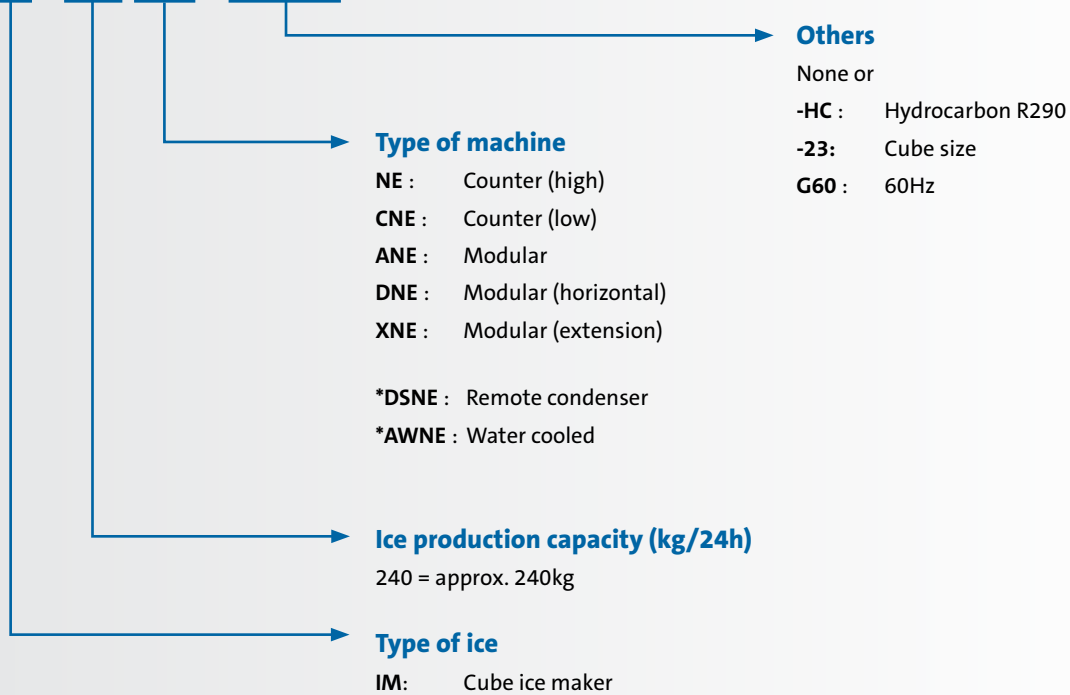 Others
None or
-HC : Hydrocarbon R290
-23: Cube size
G60 : 60Hz
Type of machine
NE : Counter (high)
CNE : Counter (low)
ANE : Modular
DNE : Modular (horizontal)
XNE : Modular (extension)
*DSNE : Remote condenser
*AWNE : Water cooled
Ice production capacity (kg/24h)
240 = approx. 240kg
Type of ice
IM: Cube ice maker